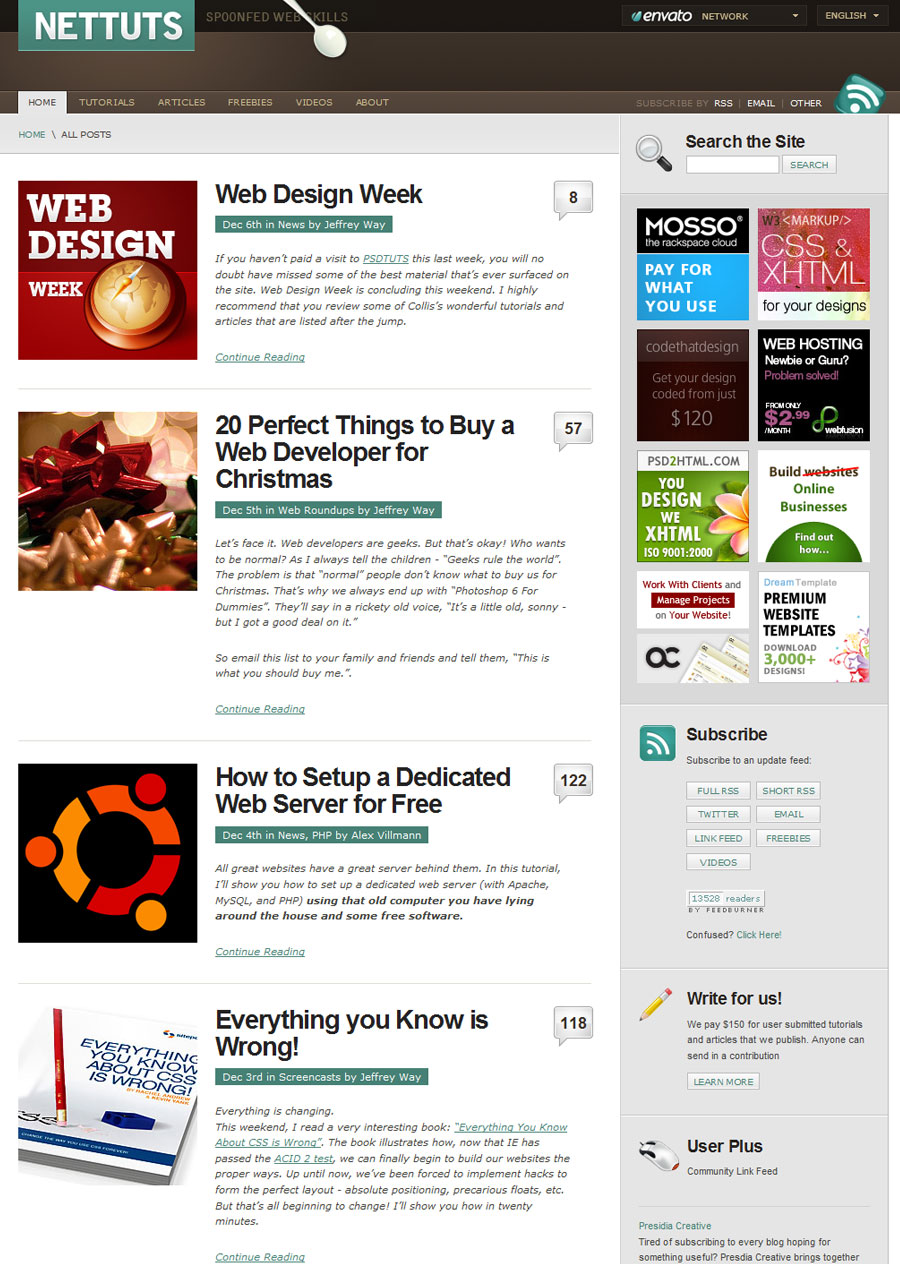 NETTUTS
SPOONFED WEB SKILLS
envato NETWORK
ENGLISH
HOME
TUTORIALS
ARTICLES
FREEBIES
VIDEOS
ABOUT
SUBSCRIBE BY RSS | EMAIL | OTHER
HOME \ ALL POSTS
WEB
DESIGN
WEEK
Web Design Week
8
Dec 6th in News by Jeffrey Way
If you haven't paid a visit to PSDTUTS this last week, you will no
doubt have missed some of the best material that's ever surfaced on
the site. Web Design Week is concluding this weekend. I highly
recommend that you review some of Collis's wonderful tutorials and
articles that are listed after the jump.
Continue Reading
20 Perfect Things to Buy a
Web Developer for
Christmas
57
Dec 5th in Web Roundups by Jeffrey Way
Let's face it. Web developers are geeks. But that's okay! Who wants
to be normal? As I always tell the children - "Geeks rule the world".
The problem is that "normal" people don't know what to buy us for
Christmas. That's why we always end up with "Photoshop 6 For
Dummies". They'll say in a rickety old voice, "It's a little old, sonny -
but I got a good deal on it."
So email this list to your family and friends and tell them, "This is
what you should buy me.".
Continue Reading
How to Setup a Dedicated
Web Server for Free
122
Dec 4th in News, PHP by Alex Villmann
All great websites have a great server behind them. In this tutorial,
I'll show you how to set up a dedicated web server (with Apache,
MySQL, and PHP) using that old computer you have lying
around the house and some free software.
Continue Reading
sitepo
EVERYTHING
YOU KNOW
ABOUT CSS
IS WRONG!
BY RACHEL ANDREW
& KEVIN YANK
CHANGE THE WAY YOU USE CSS FOREVER!
Everything you Know is
Wrong!
118
Dec 3rd in Screencasts by Jeffrey Way
Everything is changing.
This weekend, I read a very interesting book: "Everything You Know
About CSS is Wrong". The book illustrates how, now that IE has
passed the ACID 2 test, we can finally begin to build our websites the
proper ways. Up until now, we've been forced to implement hacks to
form the perfect layout - absolute positioning, precarious floats, etc.
But that's all beginning to change! I'll show you how in twenty
minutes.
Continue Reading
Search the Site
SEARCH
MOSSO®
the rackspace cloud
PAY FOR
WHAT
YOU USE
W3 <MARKUP/>
CSS &
XHTML
for your designs
codethatdesign
Get your design
coded from just
$120
WEB HOSTING
Newbie or Guru?
Problem solved!
FROM ONLY
$2.99
/MONTH
webfusion
PSD2HTML.COM
YOU
DESIGN
WE
XHTML
ISO 9001:2000
Build websites
Online
Businesses
Find out
how...
Work With Clients and
Manage Projects
on Your Website!
DreamTemplate
PREMIUM
WEBSITE
TEMPLATES
DOWNLOAD
3,000+
DESIGNS!
Subscribe
Subscribe to an update feed:
FULL RSS
SHORT RSS
TWITTER
EMAIL
LINK FEED
FREEBIES
VIDEOS
13528 readers
BY FEEDBURNER
Confused? Click Here!
Write for us!
We pay $150 for user submitted tutorials
and articles that we publish. Anyone can
send in a contribution
LEARN MORE
User Plus
Community Link Feed
Presidia Creative
Tired of subscribing to every blog hoping for
something useful? Presdia Creative brings together